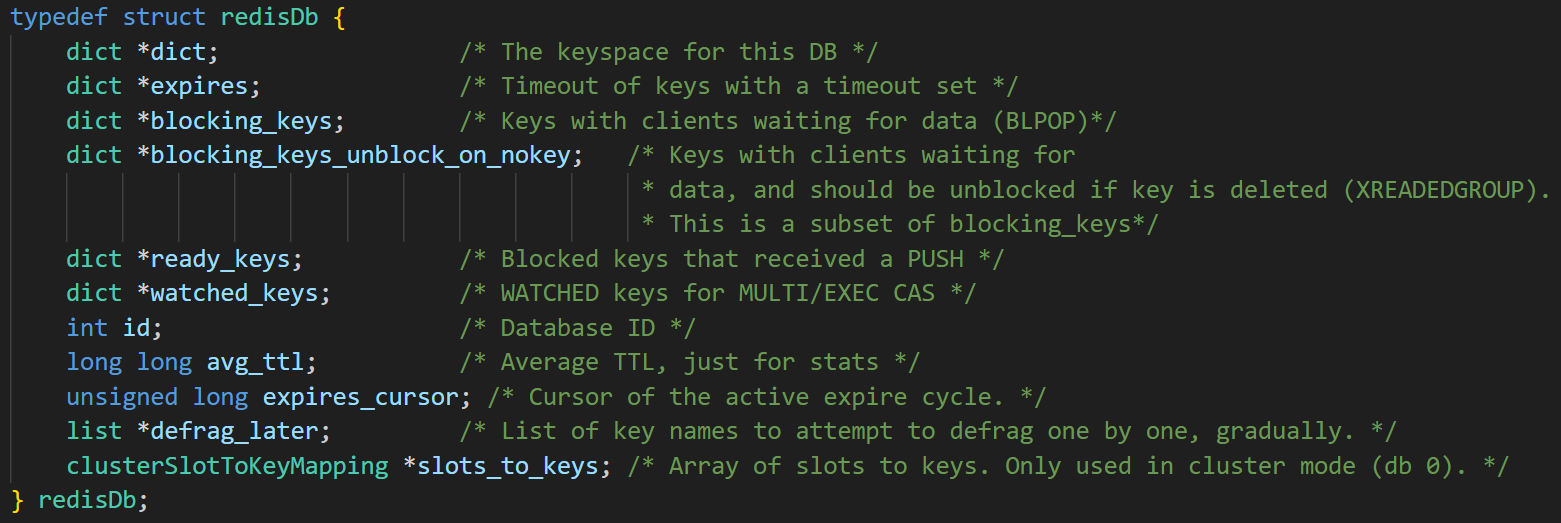 typedef struct redisDb {
    dict *dict;                 /* The keyspace for this DB */
    dict *expires;              /* Timeout of keys with a timeout set */
    dict *blocking_keys;        /* Keys with clients waiting for data (BLPOP)*/
    dict *blocking_keys_unblock_on_nokey;   /* Keys with clients waiting for
                                             * data, and should be unblocked if key is deleted (XREADEDGROUP).
                                             * This is a subset of blocking_keys*/
    dict *ready_keys;           /* Blocked keys that received a PUSH */
    dict *watched_keys;         /* WATCHED keys for MULTI/EXEC CAS */
    int id;                     /* Database ID */
    long long avg_ttl;          /* Average TTL, just for stats */
    unsigned long expires_cursor; /* Cursor of the active expire cycle. */
    list *defrag_later;         /* List of key names to attempt to defrag one by one, gradually. */
    clusterSlotToKeyMapping *slots_to_keys; /* Array of slots to keys. Only used in cluster mode (db 0). */
} redisDb;